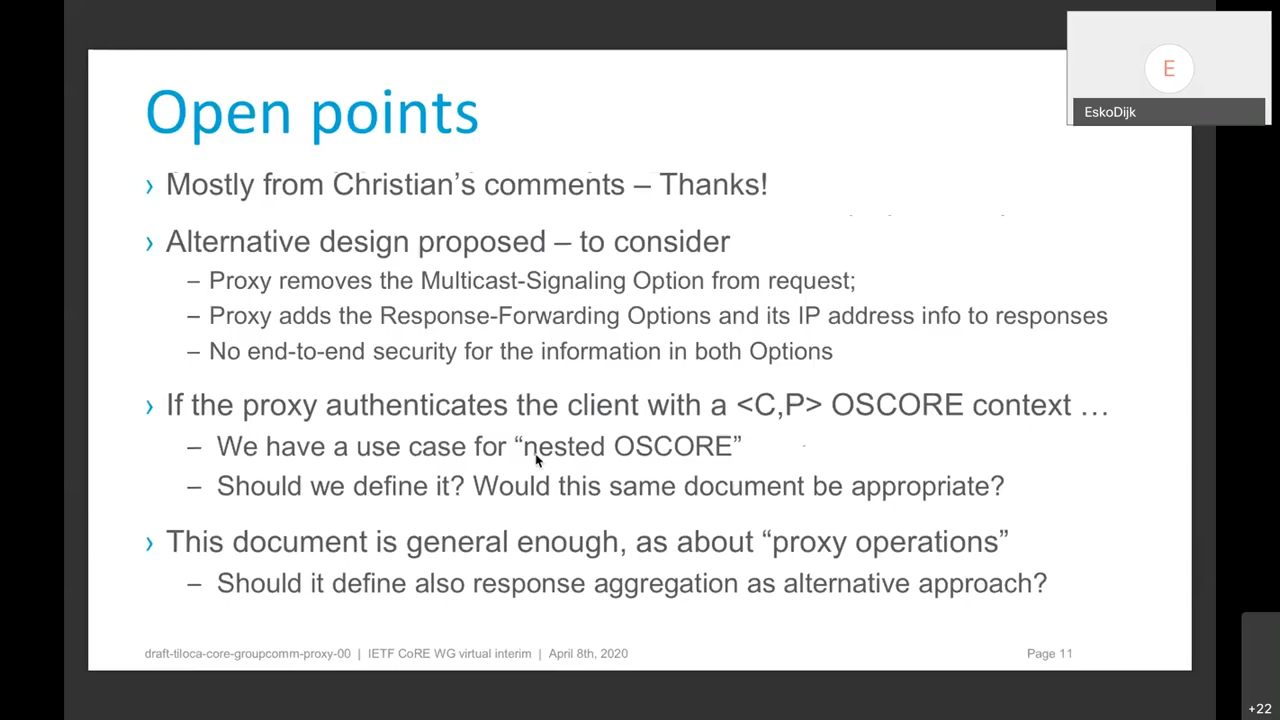 Open points
› Mostly from Christian’s comments – Thanks!
› Alternative design proposed – to consider
– Proxy removes the Multicast-Signaling Option from request;
– Proxy adds the Response-Forwarding Options and its IP address info to responses
– No end-to-end security for the information in both Options
› If the proxy authenticates the client with a <C,P> OSCORE context …
– We have a use case for “nested OSCORE”
– Should we define it? Would this same document be appropriate?
› This document is general enough, as about “proxy operations”
– Should it define also response aggregation as alternative approach?
draft-tiloca-core-groupcomm-proxy-00 | IETF CoRE WG virtual interim | April 8th, 2020
Page 11
E
EskoDijk
+22